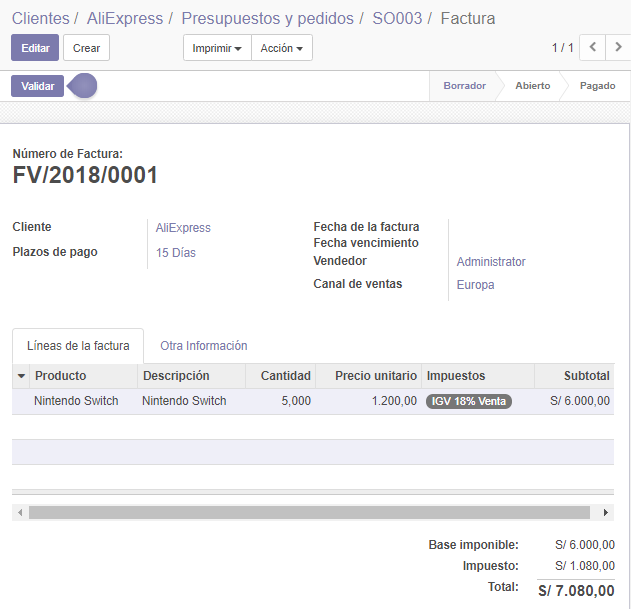 Clientes / AliExpress / Presupuestos y pedidos / SO003 / Factura
Editar Crear Imprimir Acción 1 / 1
Validar Borrador Abierto Pagado
Número de Factura:
FV/2018/0001
Cliente AliExpress
Plazos de pago 15 Días
Fecha de la factura
Fecha vencimiento
Vendedor Administrator
Canal de ventas Europa
Líneas de la factura Otra Información
Producto Descripción Cantidad Precio unitario Impuestos Subtotal
Nintendo Switch Nintendo Switch 5,000 1.200,00 IGV 18% Venta S/ 6.000,00
Base imponible: S/ 6.000,00
Impuesto: S/ 1.080,00
Total: S/ 7.080,00